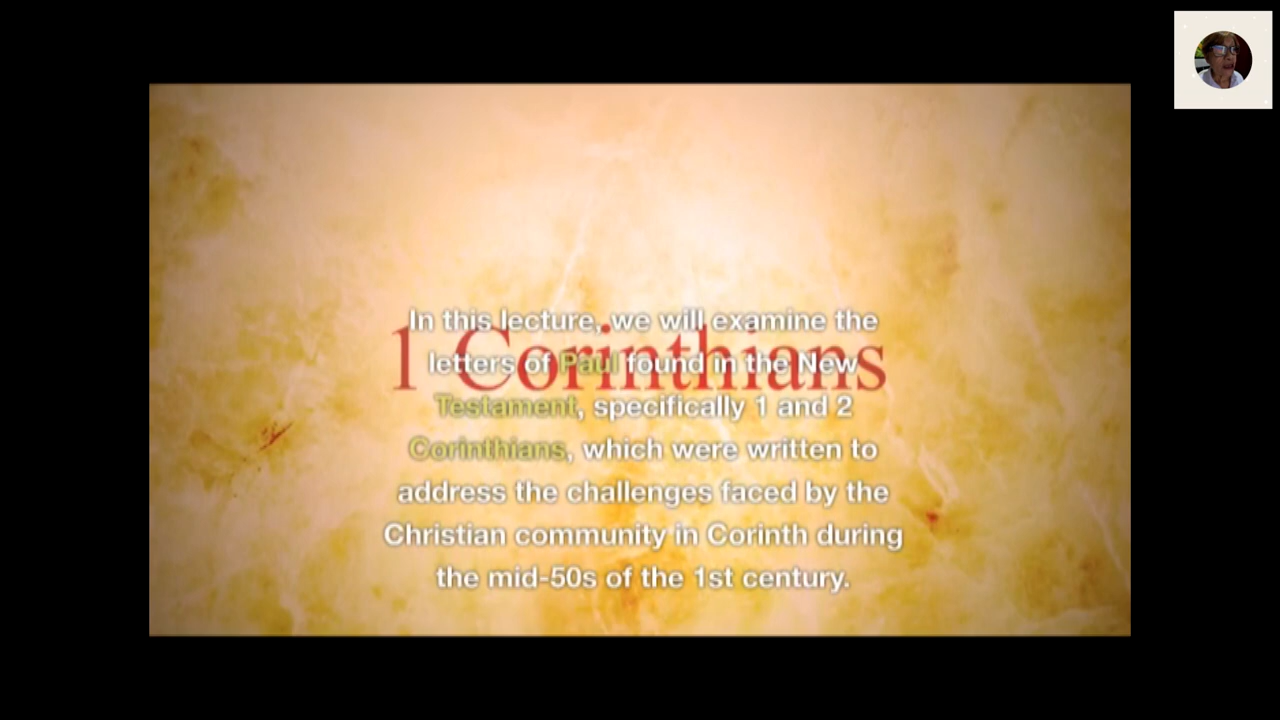 In this lecture, we will examine the
1 Corinthians
letters of Paul found in the New
Testament, specifically 1 and 2
Corinthians, which were written to
address the challenges faced by the
Christian community in Corinth during
the mid-50s of the 1st century.